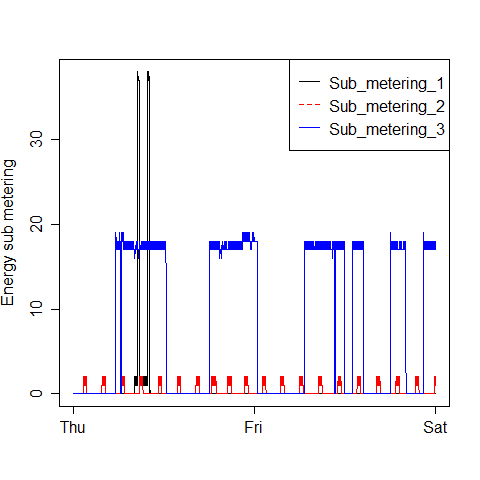 Sub_metering_1
Sub_metering_2
Sub_metering_3
Energy sub metering
30
20
10
0
Thu
Fri
Sat